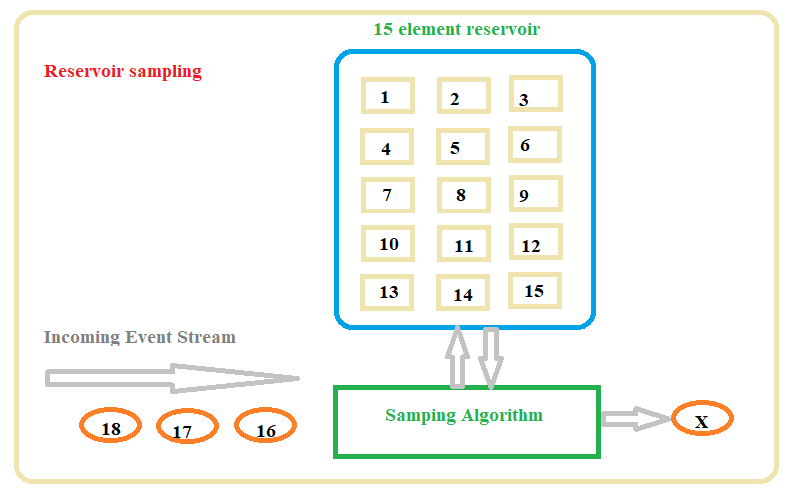 15 element reservoir
Reservoir sampling
1 2 3
4 5 6
7 8 9
10 11 12
13 14 15
Incoming Event Stream
Samping Algorithm
18 17 16
X